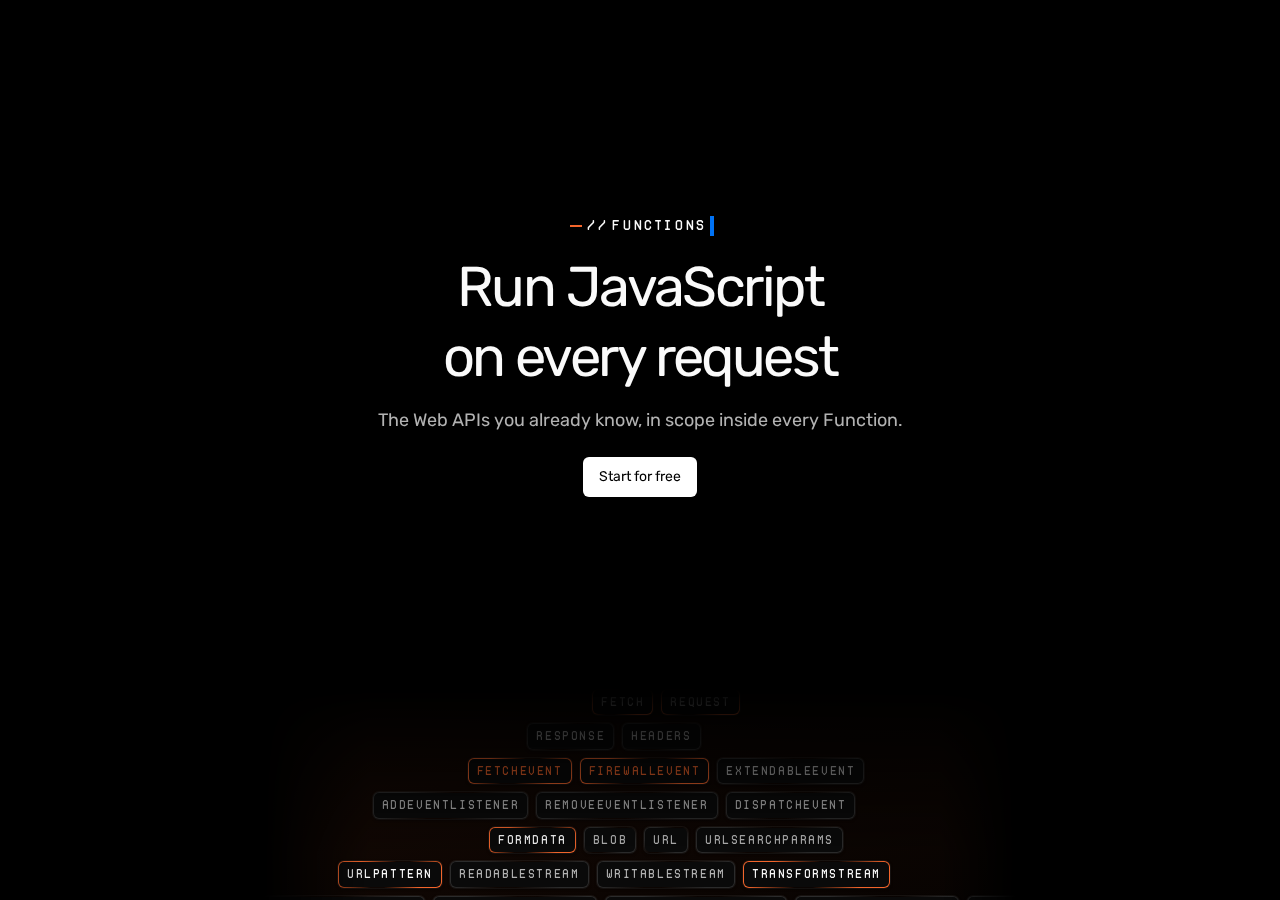 // FUNCTIONS
Run JavaScript
on every request
The Web APIs you already know, in scope inside every Function.
Start for free
FETCH REQUEST
RESPONSE HEADERS
FETCHEVENT FIREWALLEVENT EXTENDABLEEVENT
ADDEVENTLISTENER REMOVEEVENTLISTENER DISPATCHEVENT
FORMDATA BLOB URL URLSEARCHPARAMS
URLPATTERN READABLESTREAM WRITABLESTREAM TRANSFORMSTREAM